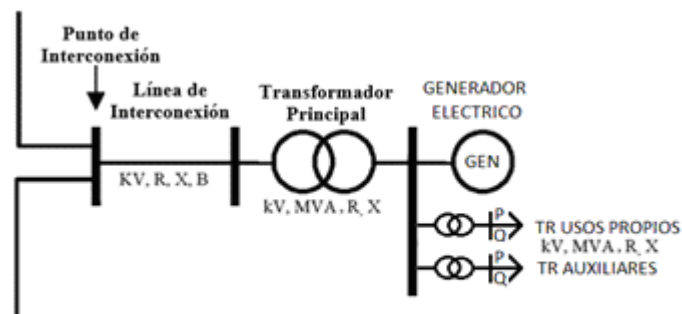 Punto de
Interconexión
Línea de
Interconexión
KV, R, X, B
Transformador
Principal
kV, MVA, R, X
GENERADOR
ELECTRICO
GEN
P
Q
TR USOS PROPIOS
kV, MVA, R, X
P
Q
TR AUXILIARES